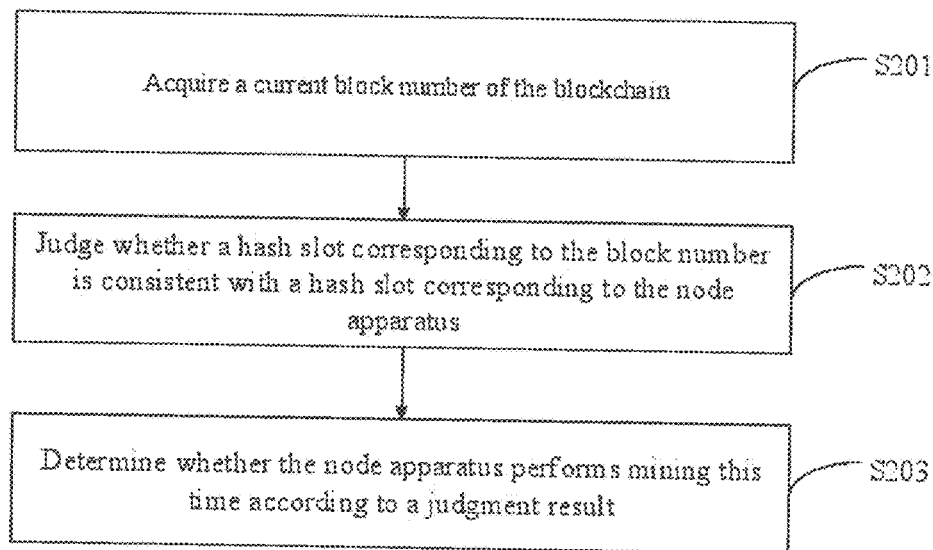 Acquire a current block number of the blockchain
S201
Judge whether a hash slot corresponding to the block number
is consistent with a hash slot corresponding to the node
apparatus
S202
Determine whether the node apparatus performs mining this
time according to a judgment result
S203